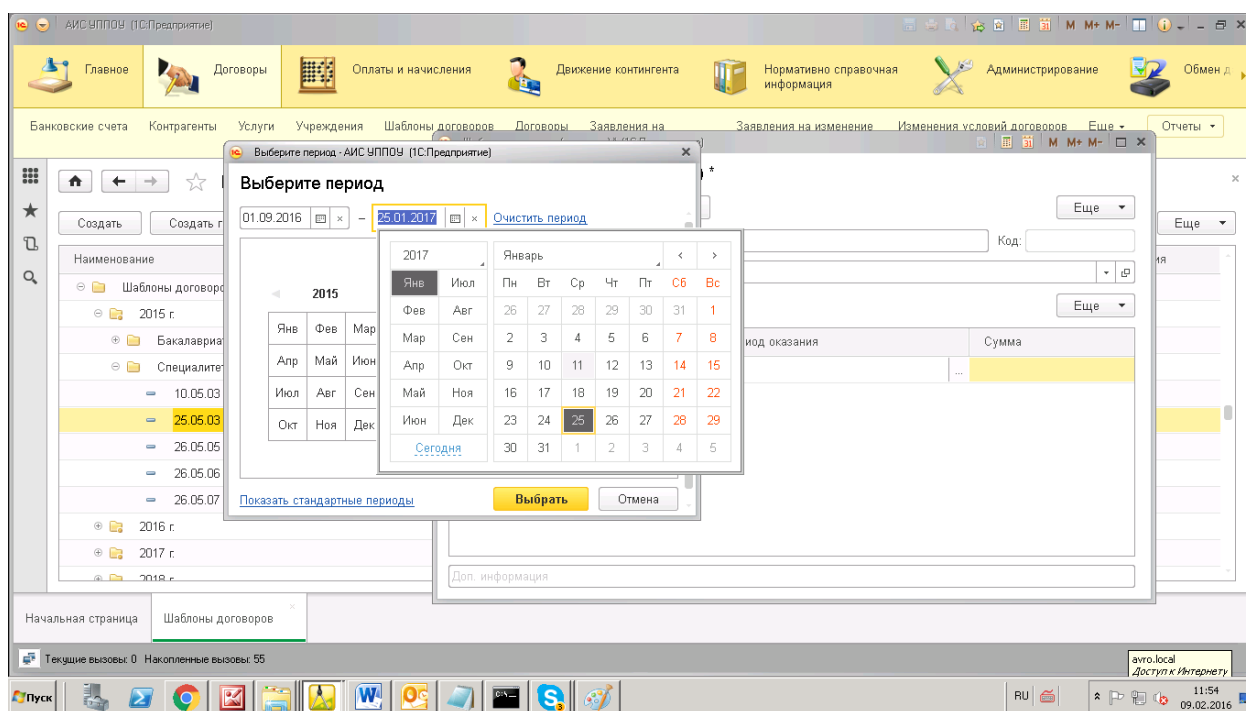 АИС УППОУ (1С:Предприятие)
M M+ M-
Главное
Договоры
Оплаты и начисления
Движение контингента
Нормативно справочная
информация
Администрирование
Обмен д
Банковские счета Контрагенты Услуги Учреждения Шаблоны договоров Договоры Заявления на Заявления на изменение Изменения условий договоров Еще Отчеты
Выберите период - АИС УППОУ (1С:Предприятие)
M M+ M-
Выберите период
*
01.09.2016 – 25.01.2017 Очистить период
Еще
Создать
Создать г
Код:
Еще
Наименование
ия
2017 Январь
Янв Июл Пн Вт Ср Чт Пт Сб Вс
Фев Авг 26 27 28 29 30 31 1
Мар Сен 2 3 4 5 6 7 8
Апр Окт 9 10 11 12 13 14 15
Май Ноя 16 17 18 19 20 21 22
Июн Дек 23 24 25 26 27 28 29
Сегодня 30 31 1 2 3 4 5
2015
Янв Фев Мар
Апр Май Июн
Июл Авг Сен
Окт Ноя Дек
Еще
иод оказания
Сумма
...
Шаблоны договоро
2015 г.
Бакалавриа
Специалитет
10.05.03
25.05.03
26.05.05
26.05.06
26.05.07
2016 г.
2017 г.
2018 г.
Показать стандартные периоды
Выбрать
Отмена
Доп. информация
Начальная страница
Шаблоны договоров
Текущие вызовы: 0 Накопленные вызовы: 55
avro.local
Доступ к Интернету
Пуск
RU
11:54
09.02.2016